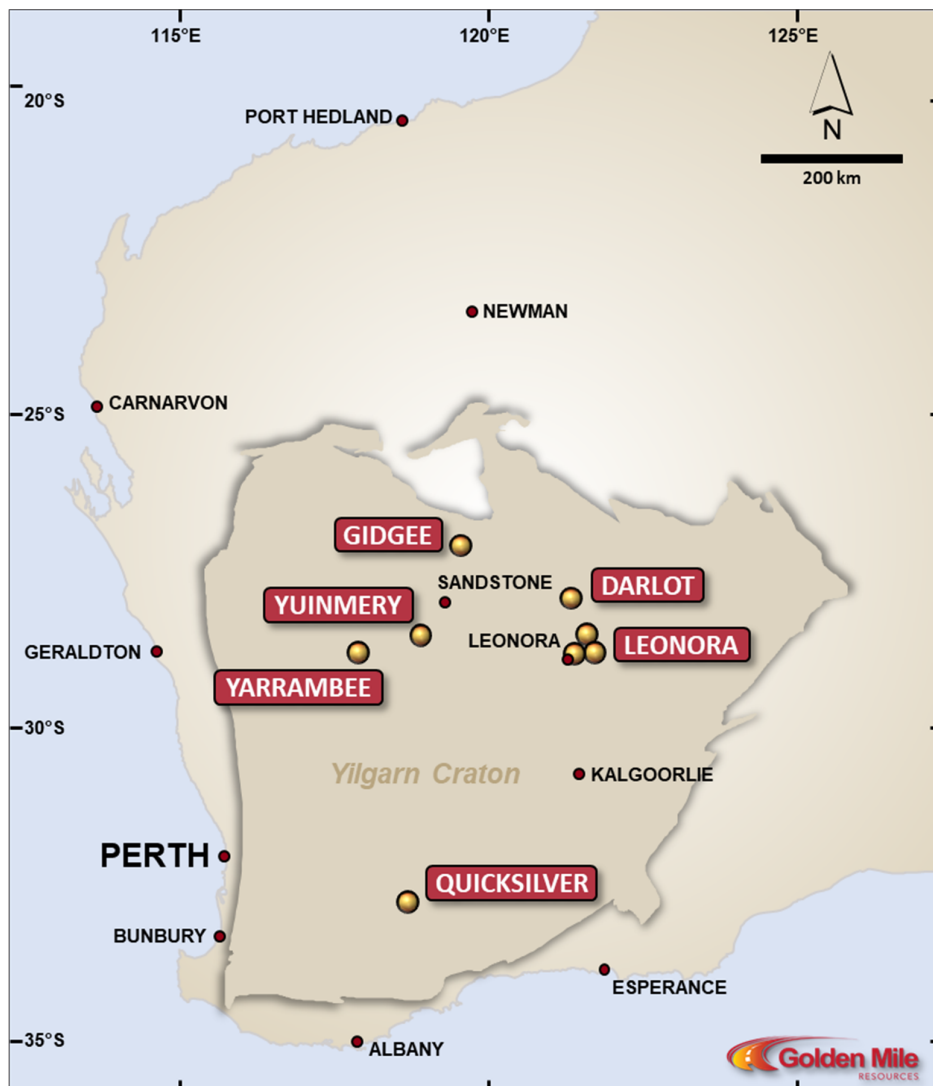 115°E
120°E
125°E
20°S
PORT HEDLAND
N
200 km
NEWMAN
CARNARVON
25°S
GIDGEE
SANDSTONE
DARLOT
YUINMERY
LEONORA
LEONORA
GERALDTON
YARRAMBEE
30°S
Yilgarn Craton
KALGOORLIE
PERTH
QUICKSILVER
BUNBURY
ESPERANCE
35°S
ALBANY
Golden Mile
RESOURCES